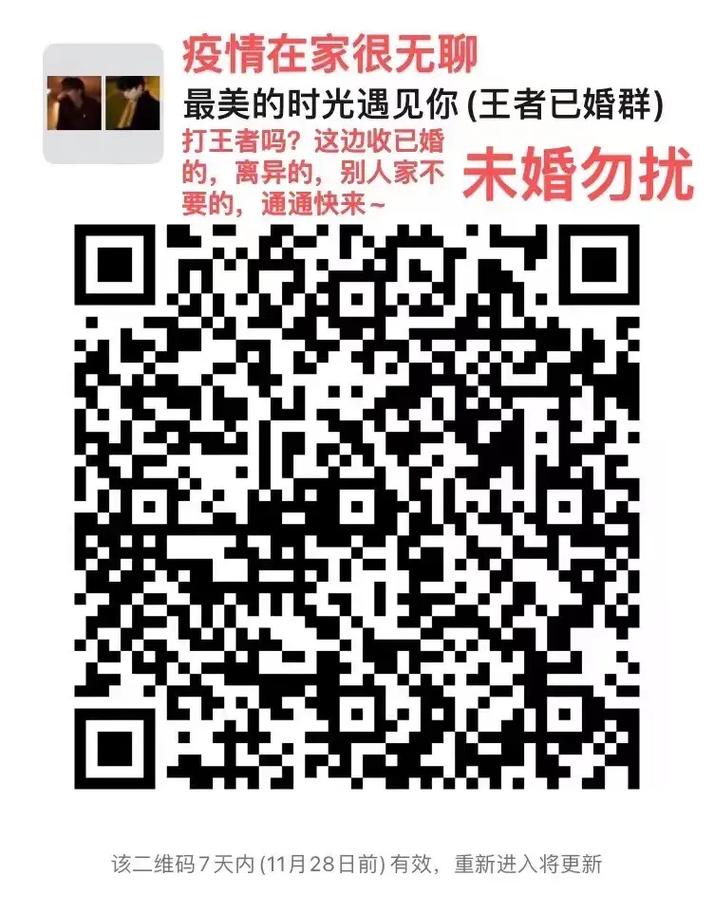 疫情在家很无聊
最美的时光遇见你(王者已婚群)
打王者吗？这边收已婚
的，离异的，别人家不
要的，通通快来~
未婚勿扰
该二维码7天内(11月28日前)有效，重新进入将更新